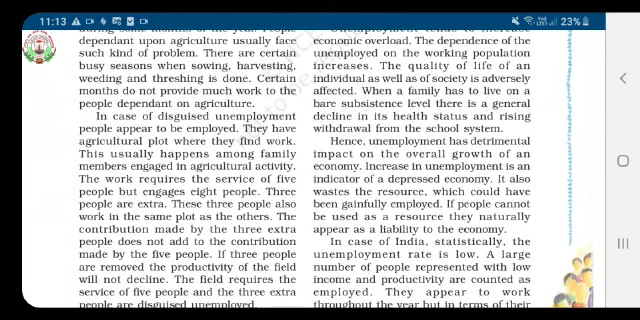 11:13
23%
during some months of the year. People
dependant upon agriculture usually face
such kind of problem. There are certain
busy seasons when sowing, harvesting,
weeding and threshing is done. Certain
months do not provide much work to the
people dependant on agriculture.
In case of disguised unemployment
people appear to be employed. They have
agricultural plot where they find work.
This usually happens among family
members engaged in agricultural activity.
The work requires the service of five
people but engages eight people. Three
people are extra. These three people also
work in the same plot as the others. The
contribution made by the three extra
people does not add to the contribution
made by the five people. If three people
are removed the productivity of the field
will not decline. The field requires the
service of five people and the three extra
people are disguised unemployed.
Unemployment tends to increase
economic overload. The dependence of the
unemployed on the working population
increases. The quality of life of an
individual as well as of society is adversely
affected. When a family has to live on a
bare subsistence level there is a general
decline in its health status and rising
withdrawal from the school system.
Hence, unemployment has detrimental
impact on the overall growth of an
economy. Increase in unemployment is an
indicator of a depressed economy. It also
wastes the resource, which could have
been gainfully employed. If people cannot
be used as a resource they naturally
appear as a liability to the economy.
In case of India, statistically, the
unemployment rate is low. A large
number of people represented with low
income and productivity are counted as
employed. They appear to work
throughout the year but in terms of their